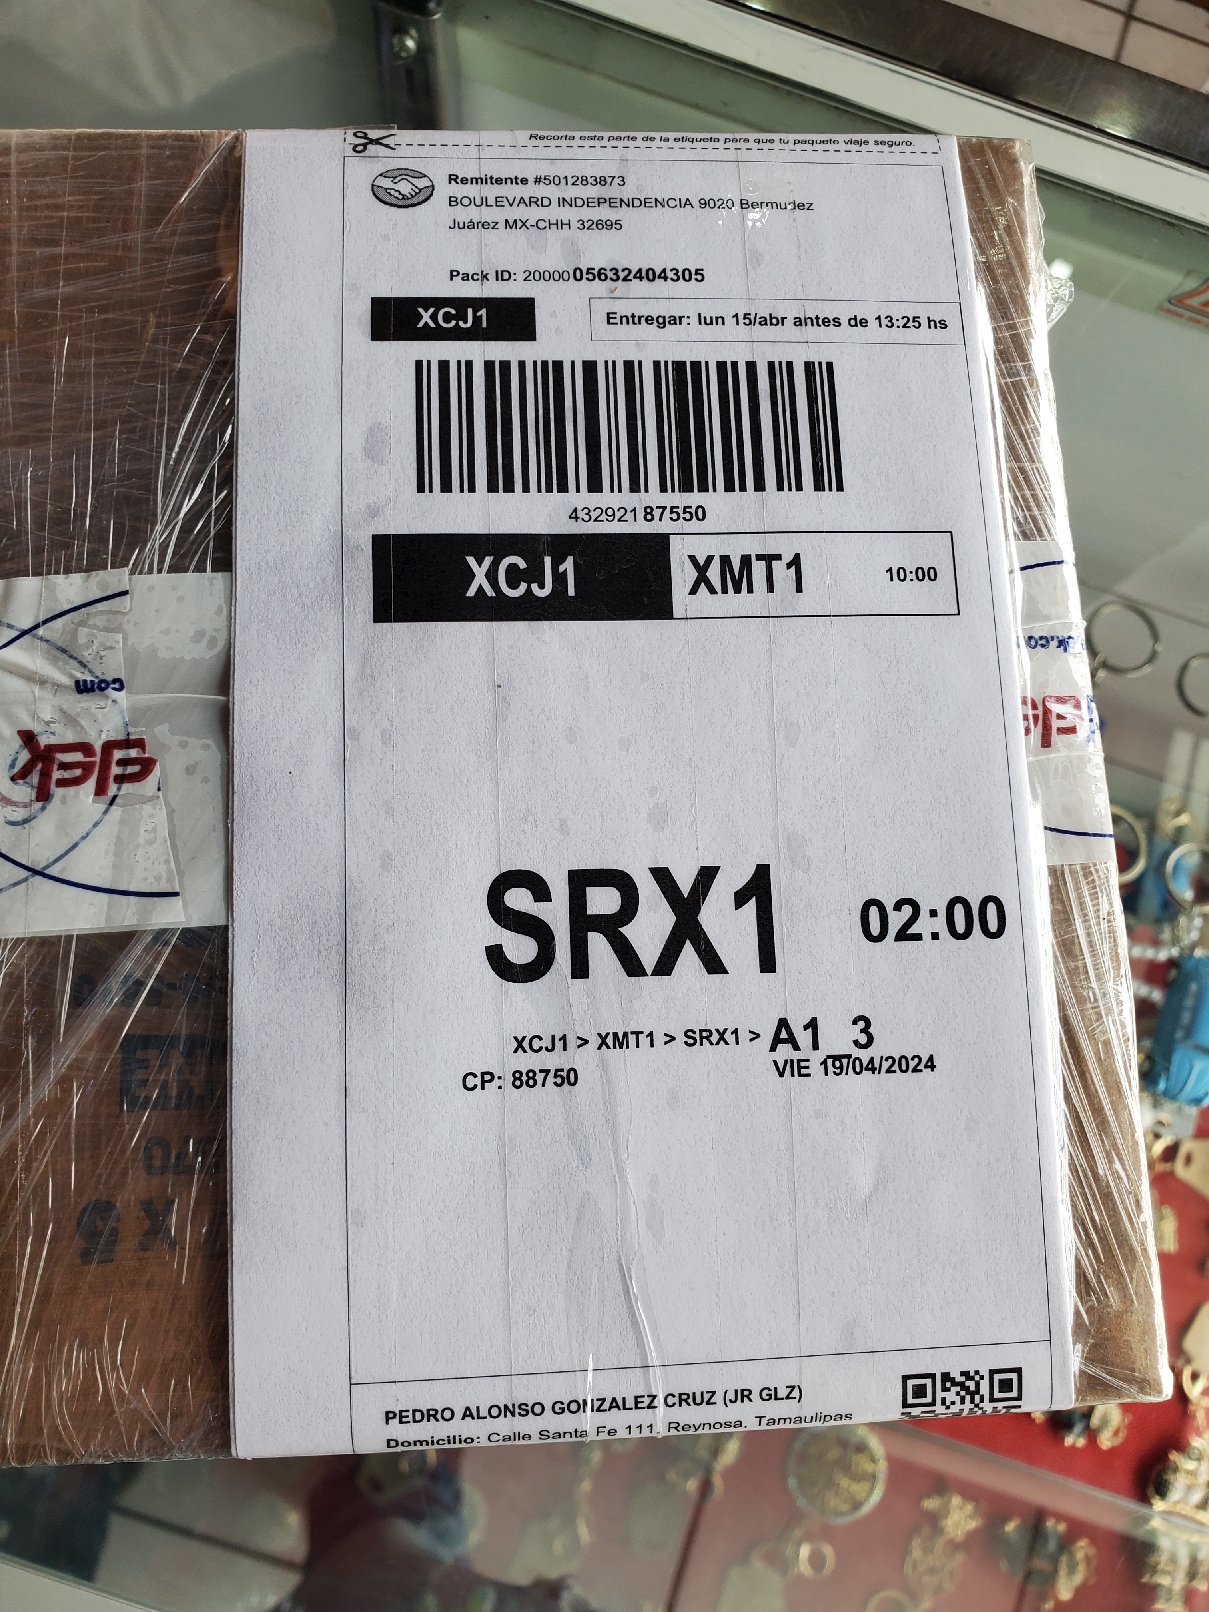 Recorta esta parte de la etiqueta para que tu paquete viaje seguro.
Remitente #501283873
BOULEVARD INDEPENDENCIA 9020 Bermudez
Juárez MX-CHH 32695
Pack ID: 2000005632404305
XCJ1
Entregar: lun 15/abr antes de 13:25 hs
43292187550
XCJ1 XMT1 10:00
com
SRX1 02:00
XCJ1 > XMT1 > SRX1 > A1_3
CP: 88750 VIE 19/04/2024
X 5
PEDRO ALONSO GONZALEZ CRUZ (JR GLZ)
Domicilio: Calle Santa Fe 111, Reynosa, Tamaulipas